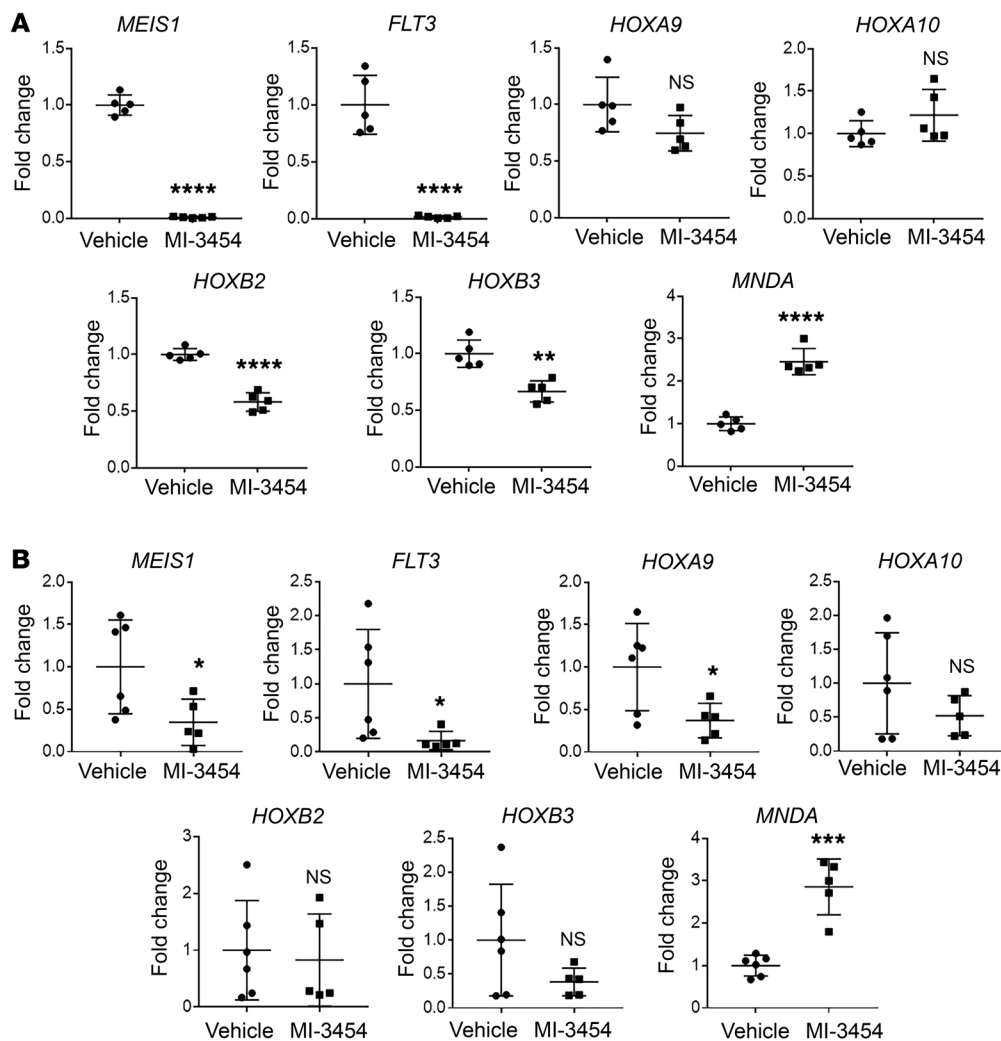 A
MEIS1
FLT3
HOXA9
HOXA10
Fold change
1.5
1.0
0.5
0.0
****
Vehicle MI-3454
Fold change
1.5
1.0
0.5
0.0
****
Vehicle MI-3454
Fold change
1.5
1.0
0.5
0.0
NS
Vehicle MI-3454
Fold change
2.0
1.5
1.0
0.5
0.0
NS
Vehicle MI-3454
HOXB2
HOXB3
MNDA
Fold change
1.5
1.0
0.5
0.0
****
Vehicle MI-3454
Fold change
1.5
1.0
0.5
0.0
**
Vehicle MI-3454
Fold change
4
3
2
1
0
****
Vehicle MI-3454
B
MEIS1
FLT3
HOXA9
HOXA10
Fold change
2.0
1.5
1.0
0.5
0.0
*
Vehicle MI-3454
Fold change
2.5
2.0
1.5
1.0
0.5
0.0
*
Vehicle MI-3454
Fold change
2.0
1.5
1.0
0.5
0.0
*
Vehicle MI-3454
Fold change
2.5
2.0
1.5
1.0
0.5
0.0
NS
Vehicle MI-3454
HOXB2
HOXB3
MNDA
Fold change
3
2
1
0
NS
Vehicle MI-3454
Fold change
2.5
2.0
1.5
1.0
0.5
0.0
NS
Vehicle MI-3454
Fold change
4
3
2
1
0
***
Vehicle MI-3454